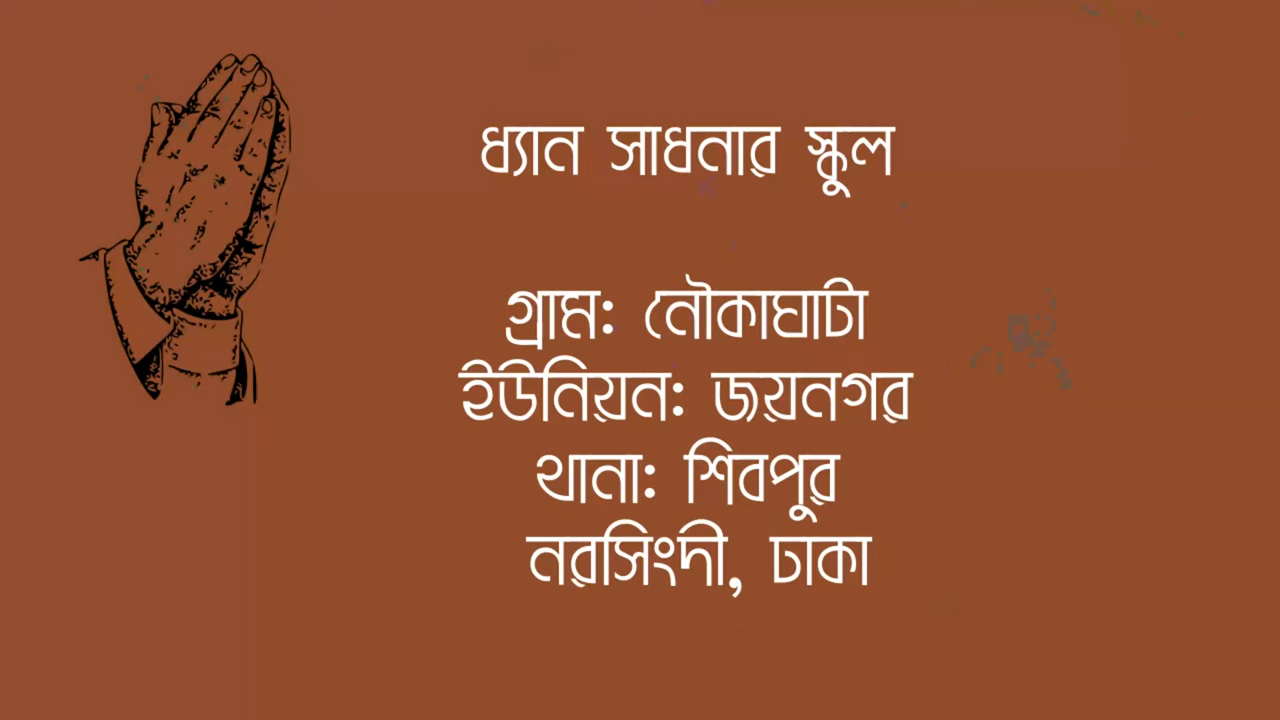 ধ্যান সাধনার স্কুল
গ্রাম: নৌকাঘাটা
ইউনিয়ন: জয়নগর
থানা: শিবপুর
নরসিংদী, ঢাকা